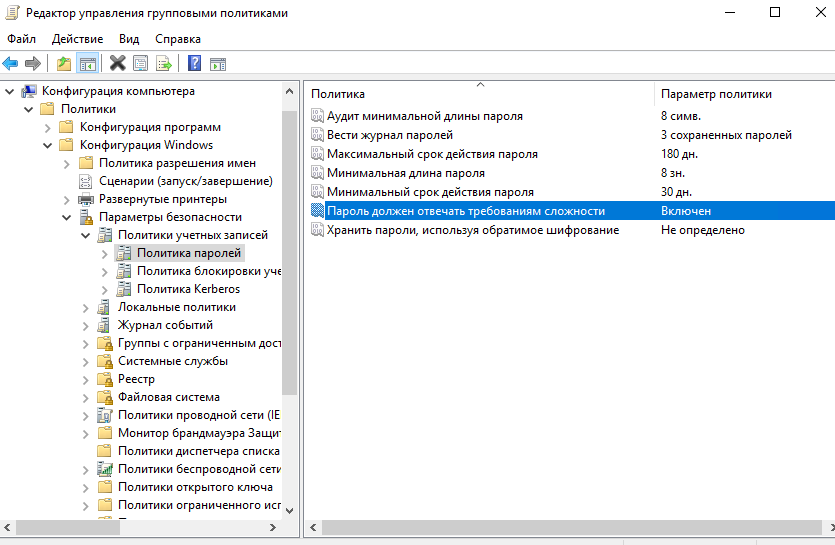 Редактор управления групповыми политиками
Файл Действие Вид Справка
Конфигурация компьютера
Политики
Конфигурация программ
Конфигурация Windows
Политика разрешения имен
Сценарии (запуск/завершение)
Развернутые принтеры
Параметры безопасности
Политики учетных записей
Политика паролей
Политика блокировки уче
Политика Kerberos
Локальные политики
Журнал событий
Группы с ограниченным дост
Системные службы
Реестр
Файловая система
Политики проводной сети (IE
Монитор брандмауэра Защит
Политики диспетчера списка
Политики беспроводной сети
Политики открытого ключа
Политики ограниченного исп
Политика Параметр политики
Аудит минимальной длины пароля 8 симв.
Вести журнал паролей 3 сохраненных паролей
Максимальный срок действия пароля 180 дн.
Минимальная длина пароля 8 зн.
Минимальный срок действия пароля 30 дн.
Пароль должен отвечать требованиям сложности Включен
Хранить пароли, используя обратимое шифрование Не определено